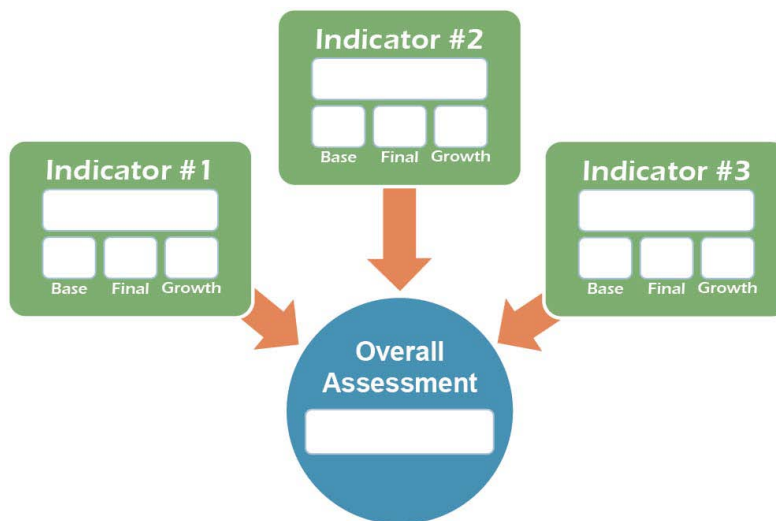 Indicator #1
Base Final Growth
Indicator #2
Base Final Growth
Indicator #3
Base Final Growth
Overall
Assessment